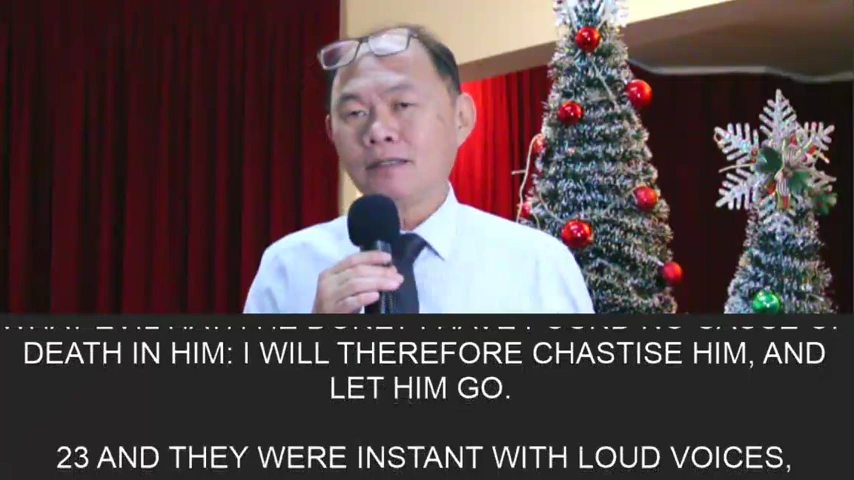 DEATH IN HIM: I WILL THEREFORE CHASTISE HIM, AND
LET HIM GO.
23 AND THEY WERE INSTANT WITH LOUD VOICES,